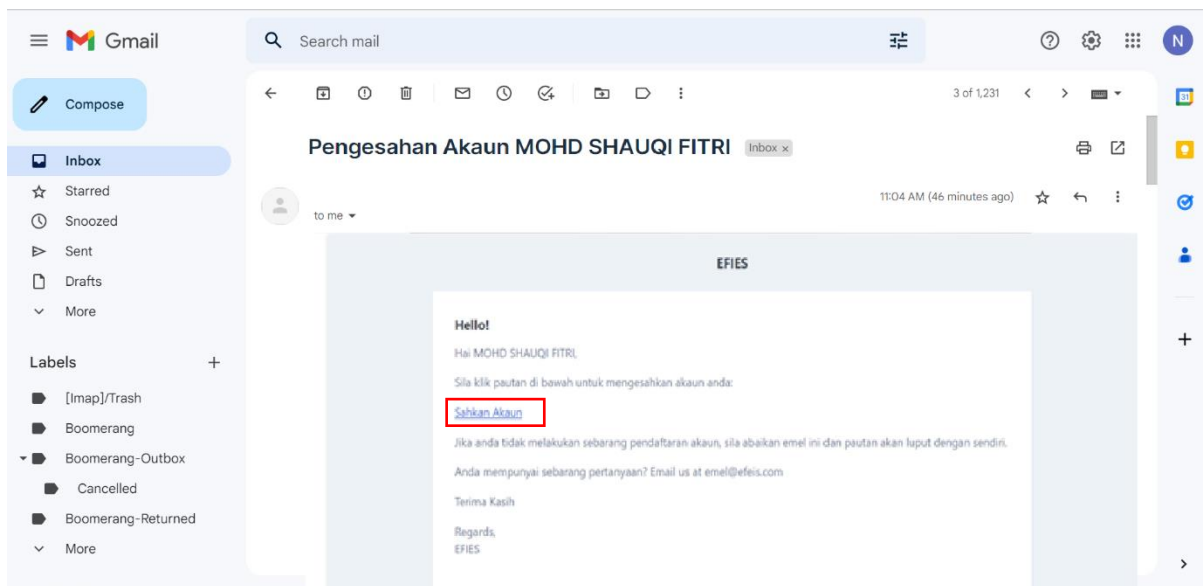 Gmail
Search mail
N
Compose
3 of 1,231
31
Inbox
Starred
Snoozed
Sent
Drafts
More
Labels
[Imap]/Trash
Boomerang
Boomerang-Outbox
Cancelled
Boomerang-Returned
More
Pengesahan Akaun MOHD SHAUQI FITRI Inbox x
11:04 AM (46 minutes ago)
to me
EFIES
Hello!
Hai MOHD SHAUQI FITRI,
Sila klik pautan di bawah untuk mengesahkan akaun anda:
Sahkan Akaun
Jika anda tidak melakukan sebarang pendaftaran akaun, sila abaikan emel ini dan pautan akan luput dengan sendiri.
Anda mempunyai sebarang pertanyaan? Email us at emel@efeis.com
Terima Kasih
Regards,
EFIES